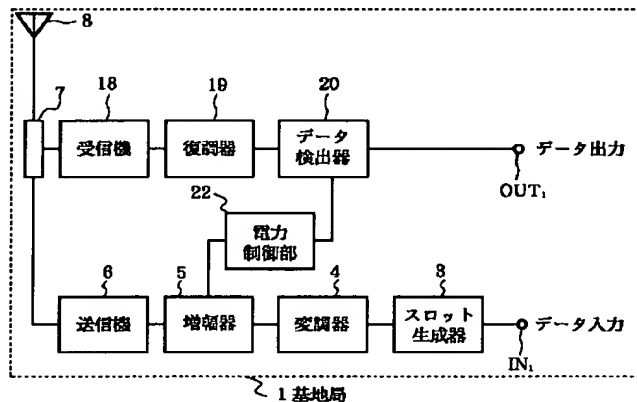 8
7
18
19
20
受信機
復調器
データ
検出器
データ出力
OUT₁
22
電力
制御部
6
5
4
3
送信機
増幅器
変調器
スロット
生成器
データ入力
IN₁
1 基地局